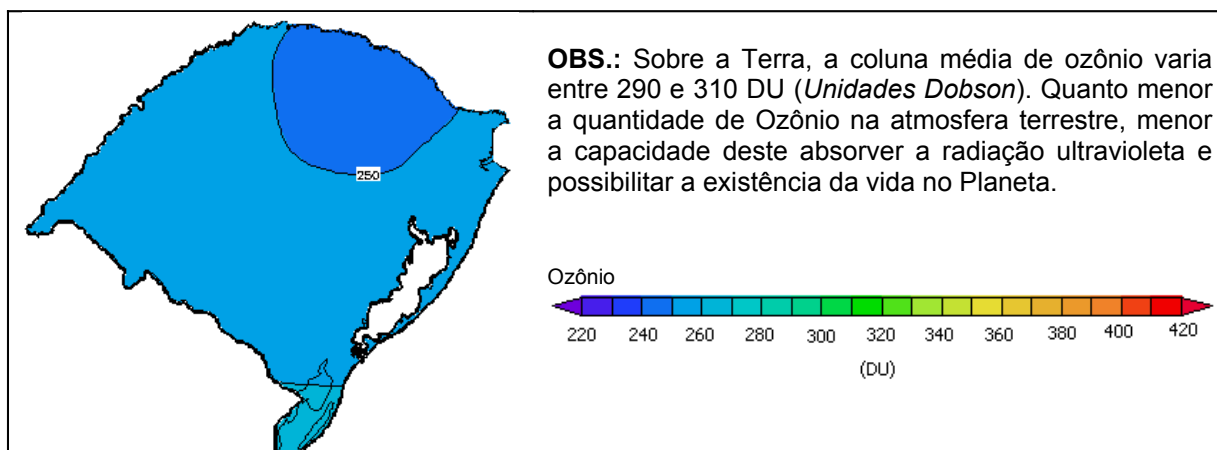 OBS.: Sobre a Terra, a coluna média de ozônio varia
entre 290 e 310 DU (Unidades Dobson). Quanto menor
a quantidade de Ozônio na atmosfera terrestre, menor
a capacidade deste absorver a radiação ultravioleta e
possibilitar a existência da vida no Planeta.
250
Ozônio
220 240 260 280 300 320 340 360 380 400 420
(DU)